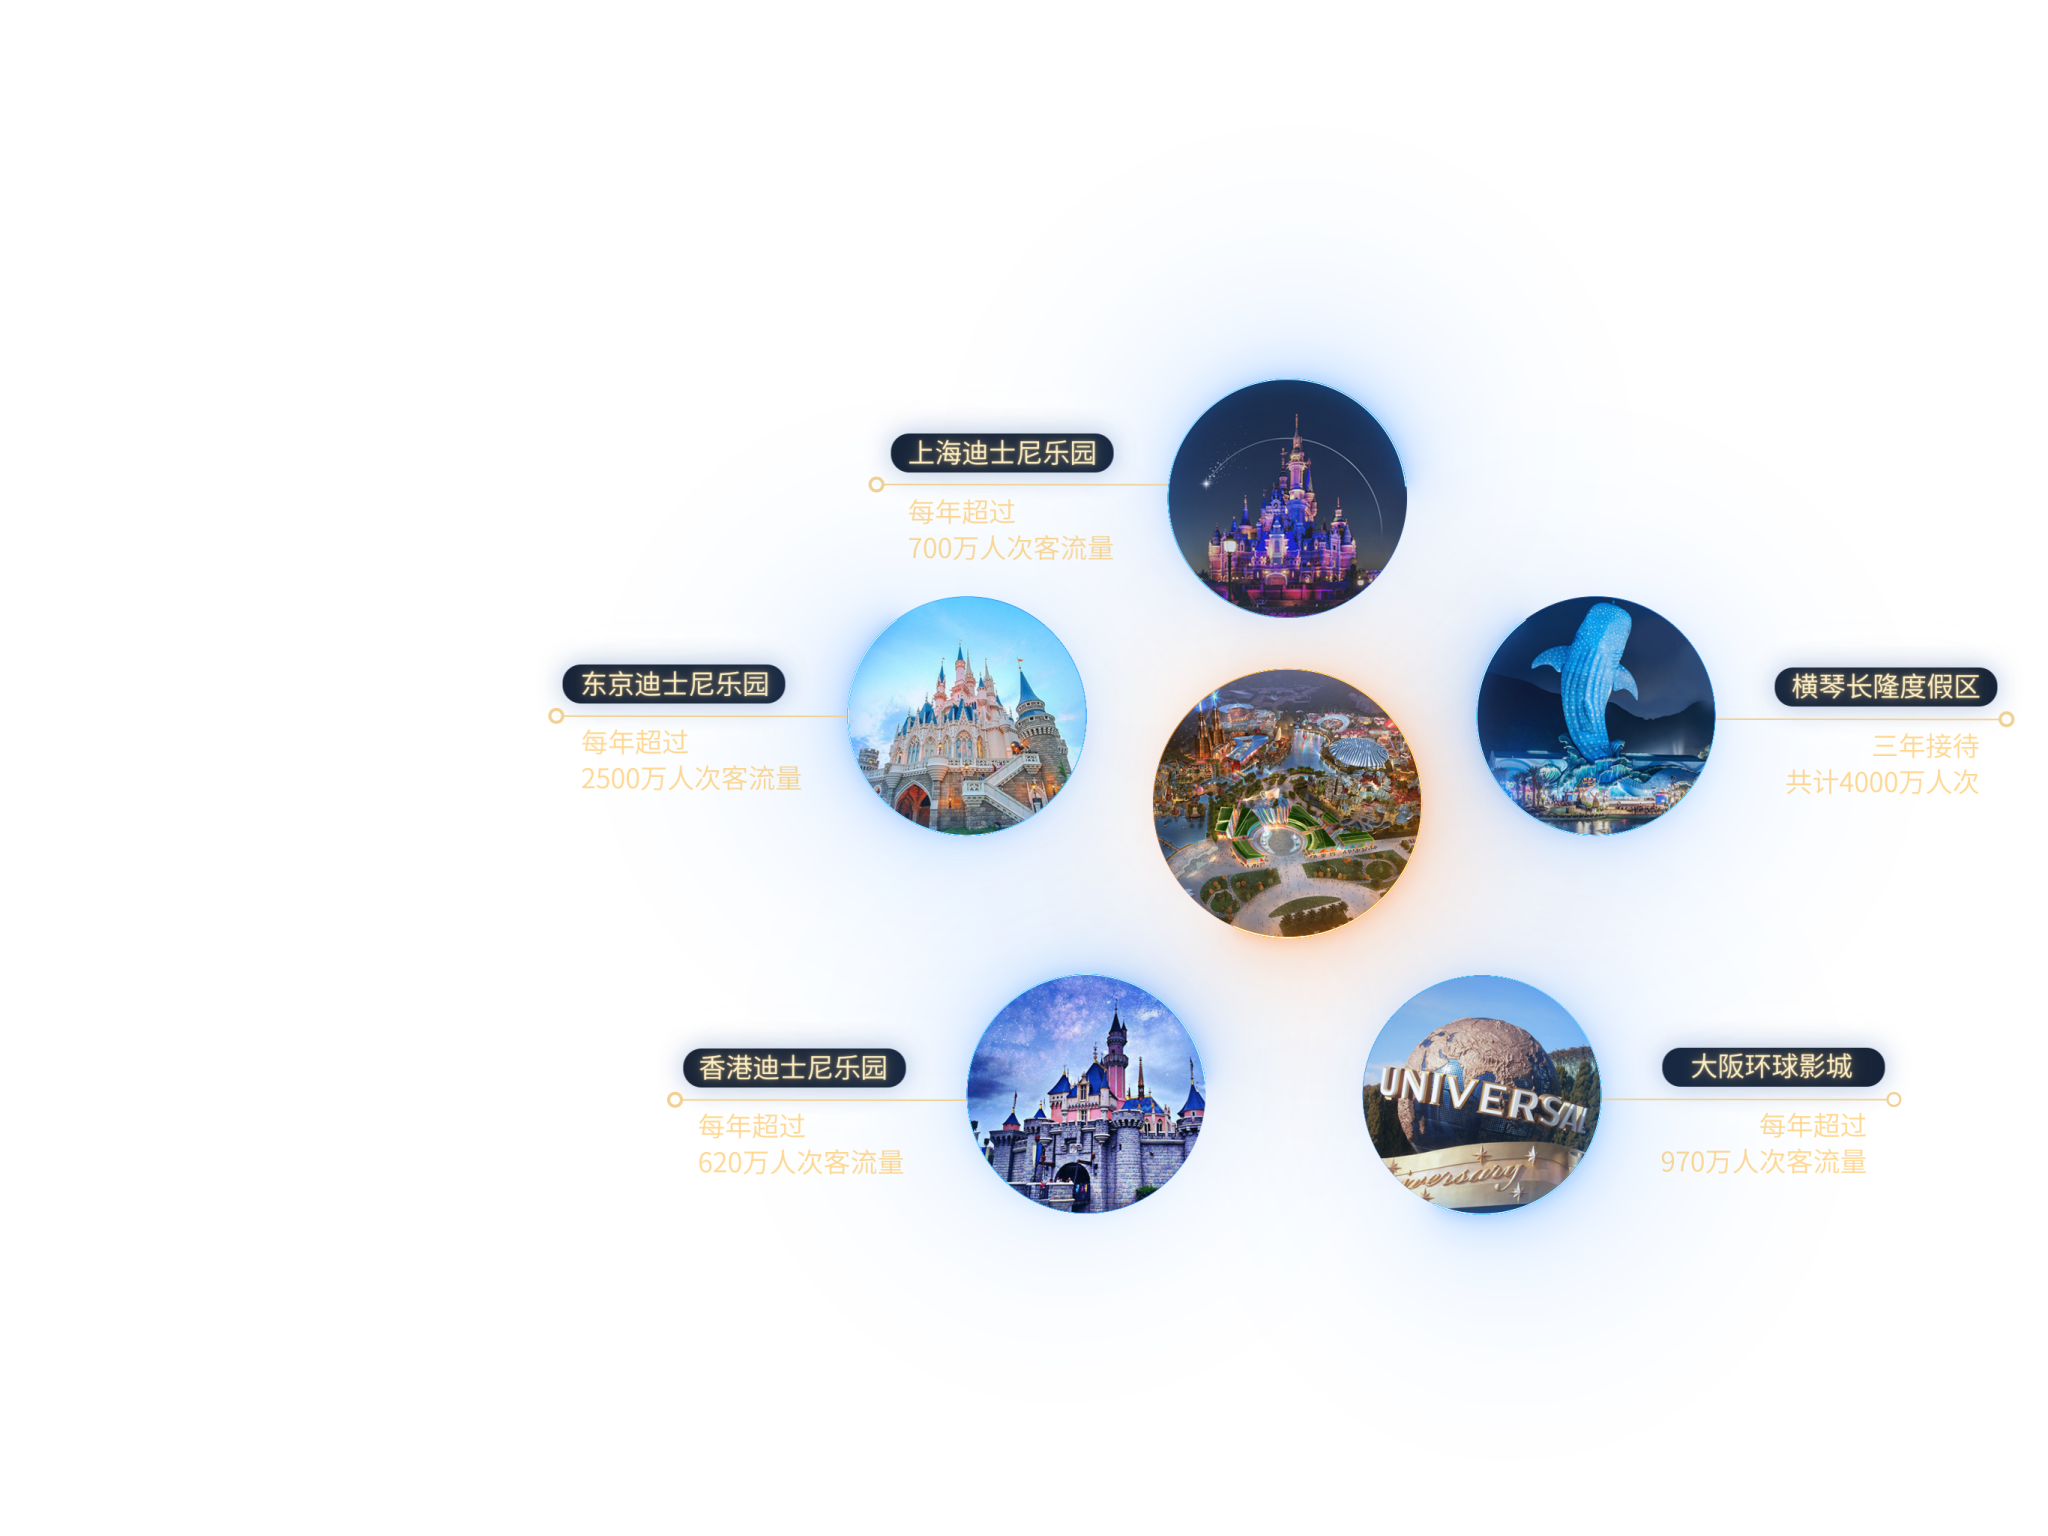 上海迪士尼乐园
每年超过
700万人次客流量
东京迪士尼乐园
每年超过
2500万人次客流量
横琴长隆度假区
三年接待
共计4000万人次
香港迪士尼乐园
每年超过
620万人次客流量
大阪环球影城
每年超过
970万人次客流量
UNIVERSAL